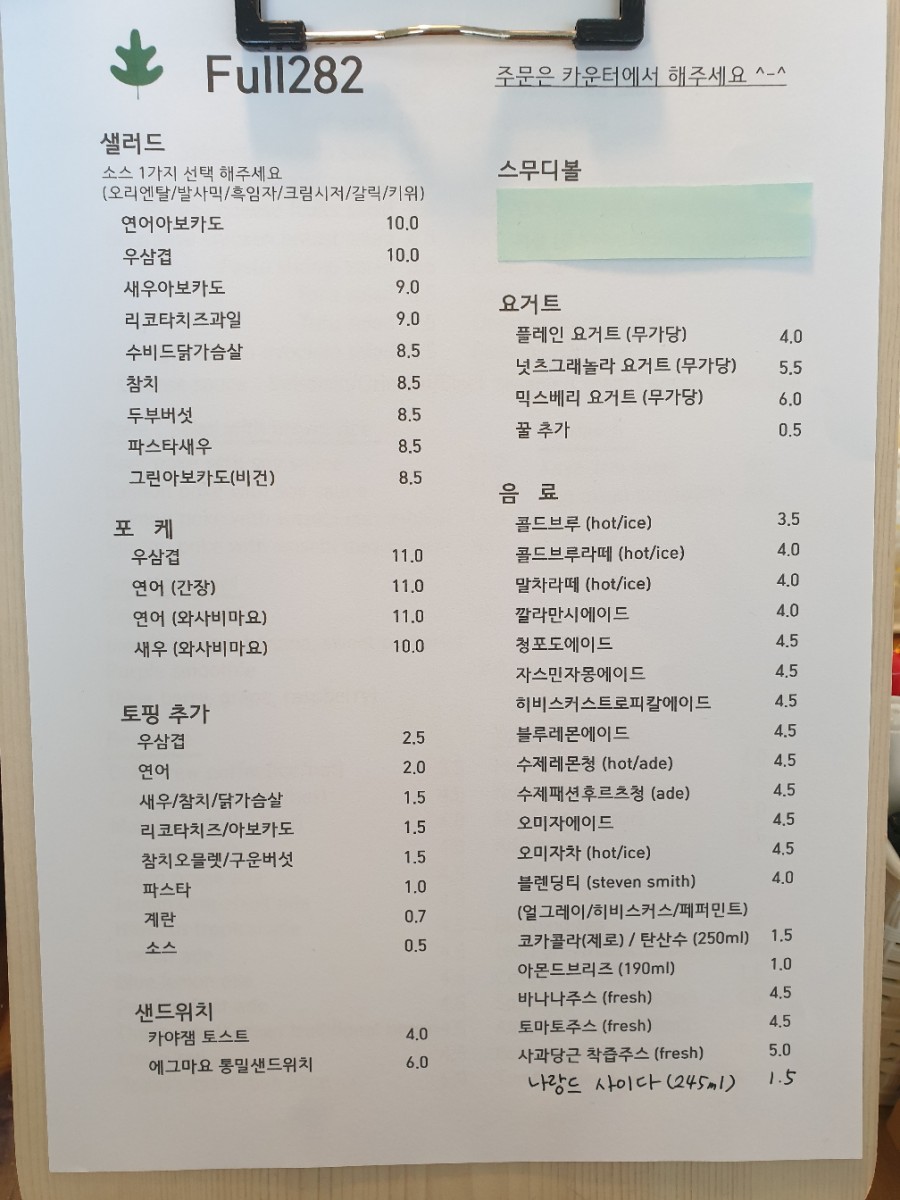 Full282
주문은 카운터에서 해주세요 ^-^
샐러드
소스 1가지 선택 해주세요
(오리엔탈/발사믹/흑임자/크림시저/갈릭/키위)
연어아보카도 10.0
우삼겹 10.0
새우아보카도 9.0
리코타치즈과일 9.0
수비드닭가슴살 8.5
참치 8.5
두부버섯 8.5
파스타새우 8.5
그린아보카도(비건) 8.5
포 케
우삼겹 11.0
연어 (간장) 11.0
연어 (와사비마요) 11.0
새우 (와사비마요) 10.0
토핑 추가
우삼겹 2.5
연어 2.0
새우/참치/닭가슴살 1.5
리코타치즈/아보카도 1.5
참치오믈렛/구운버섯 1.5
파스타 1.0
계란 0.7
소스 0.5
샌드위치
카야잼 토스트 4.0
에그마요 통밀샌드위치 6.0
스무디볼
요거트
플레인 요거트 (무가당) 4.0
넛츠그래놀라 요거트 (무가당) 5.5
믹스베리 요거트 (무가당) 6.0
꿀 추가 0.5
음 료
콜드브루 (hot/ice) 3.5
콜드브루라떼 (hot/ice) 4.0
말차라떼 (hot/ice) 4.0
깔라만시에이드 4.0
청포도에이드 4.5
자스민자몽에이드 4.5
히비스커스트로피칼에이드 4.5
블루레몬에이드 4.5
수제레몬청 (hot/ade) 4.5
수제패션후르츠청 (ade) 4.5
오미자에이드 4.5
오미자차 (hot/ice) 4.5
블렌딩티 (steven smith) 4.0
(얼그레이/히비스커스/페퍼민트)
코카콜라(제로) / 탄산수 (250ml) 1.5
아몬드브리즈 (190ml) 1.0
바나나주스 (fresh) 4.5
토마토주스 (fresh) 4.5
사과당근 착즙주스 (fresh) 5.0
나랑드 사이다 (245ml) 1.5